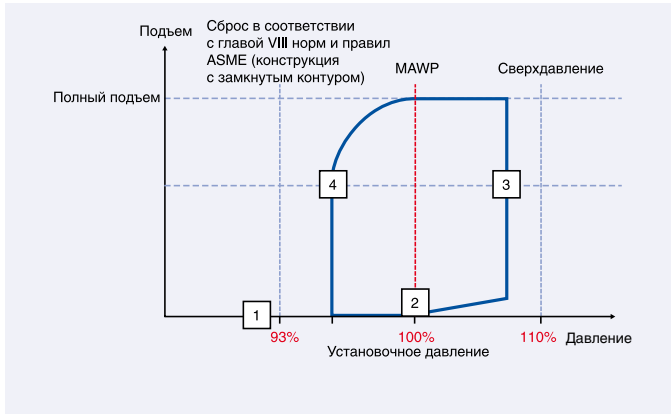 Подъем
Сброс в соответствии
с главой VIII норм и правил
ASME (конструкция
с замкнутым контуром)
MAWP
Сверхдавление
Полный подъем
4
3
2
1
93%
100%
110%
Давление
Установочное давление